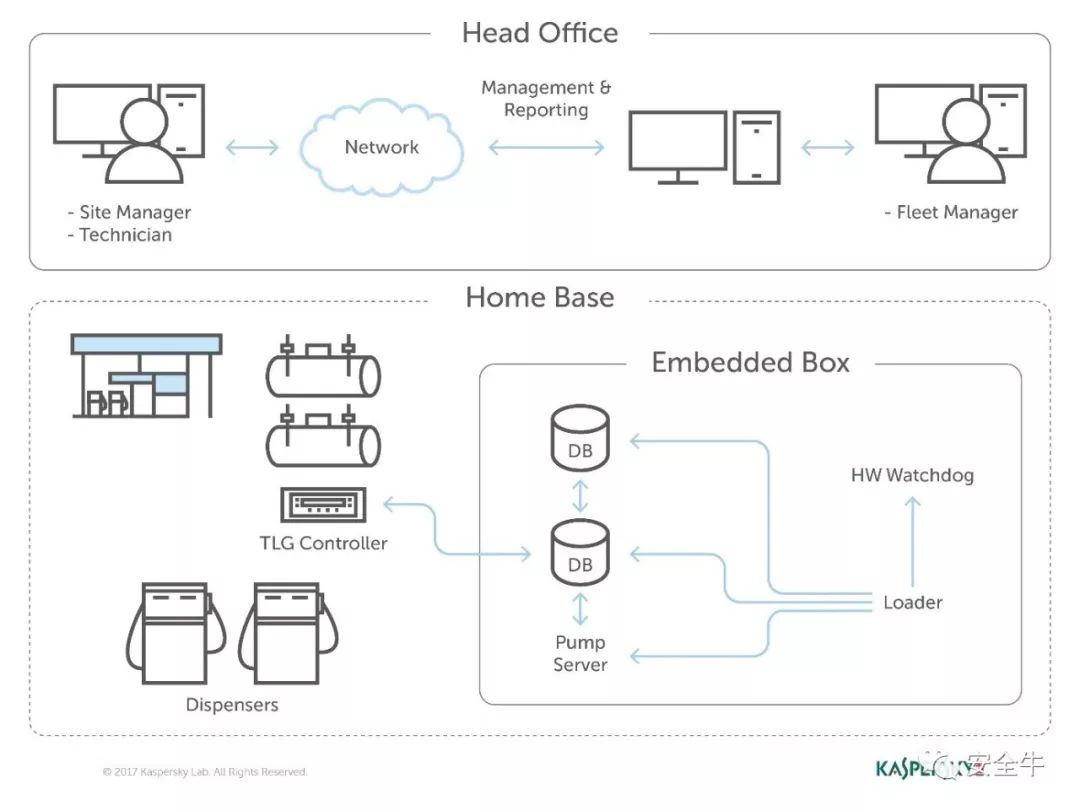 Head Office
Management &
Reporting
Network
- Site Manager
- Technician
- Fleet Manager
Home Base
Embedded Box
DB
HW Watchdog
TLG Controller
DB
Loader
Pump
Server
Dispensers
© 2017 Kaspersky Lab. All Rights Reserved.
KASPERSKY
安全牛